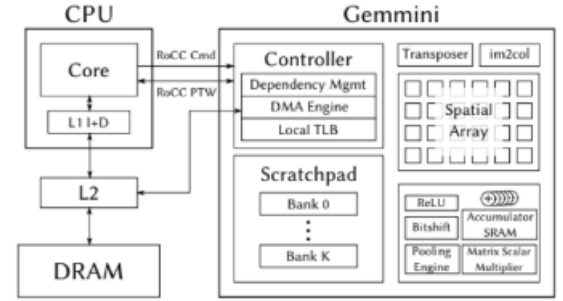 CPU
Core
L1 I+D
L2
DRAM
RoCC Cmd
RoCC PTW
Gemmini
Controller
Dependency Mgmt
DMA Engine
Local TLB
Scratchpad
Bank 0
Bank K
Transposer
im2col
Spatial
Array
ReLU
Bitshift
Accumulator
SRAM
Pooling
Engine
Matrix Scalar
Multiplier